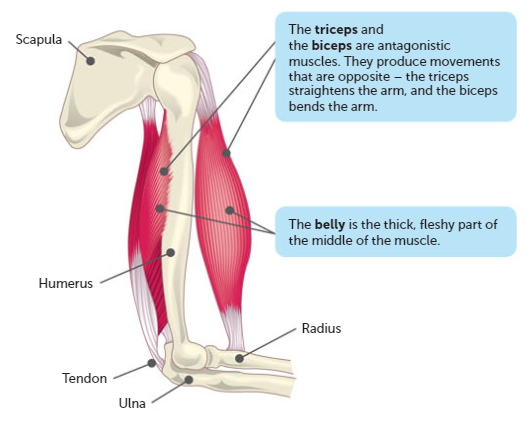 Scapula
The triceps and
the biceps are antagonistic
muscles. They produce movements
that are opposite – the triceps
straightens the arm, and the biceps
bends the arm.
The belly is the thick, fleshy part of
the middle of the muscle.
Humerus
Radius
Tendon
Ulna